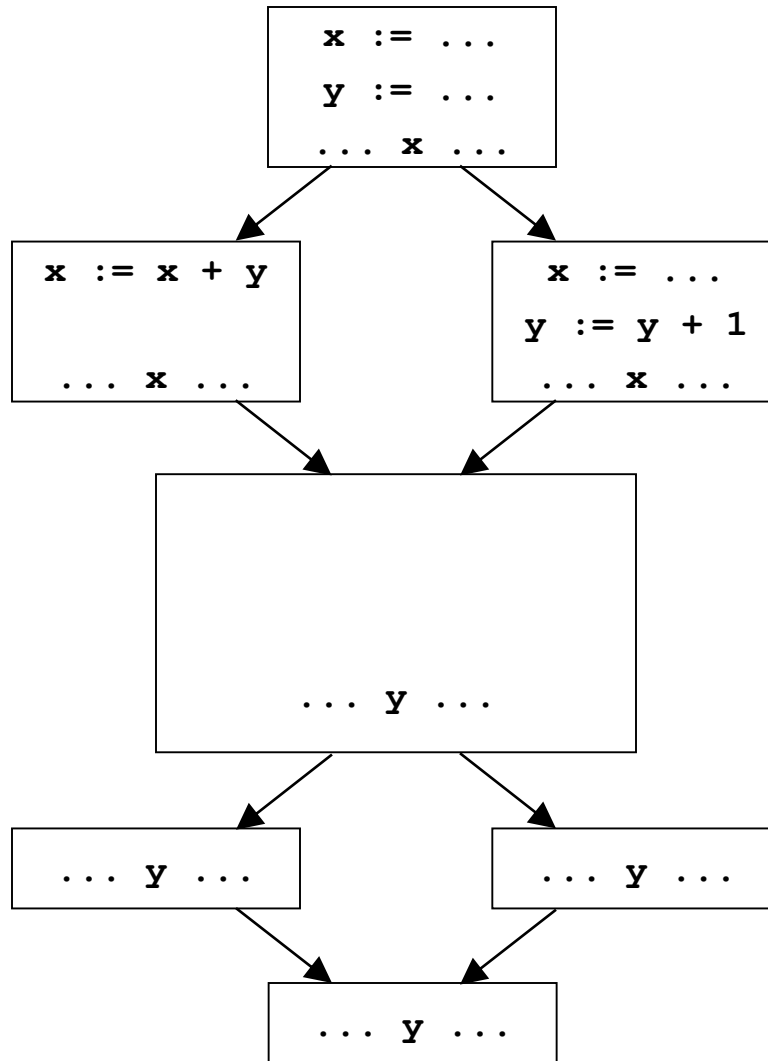 x := ...
y := ...
... x ...
x := x + y
... x ...
x := ...
y := y + 1
... x ...
... y ...
... y ...
... y ...
... y ...